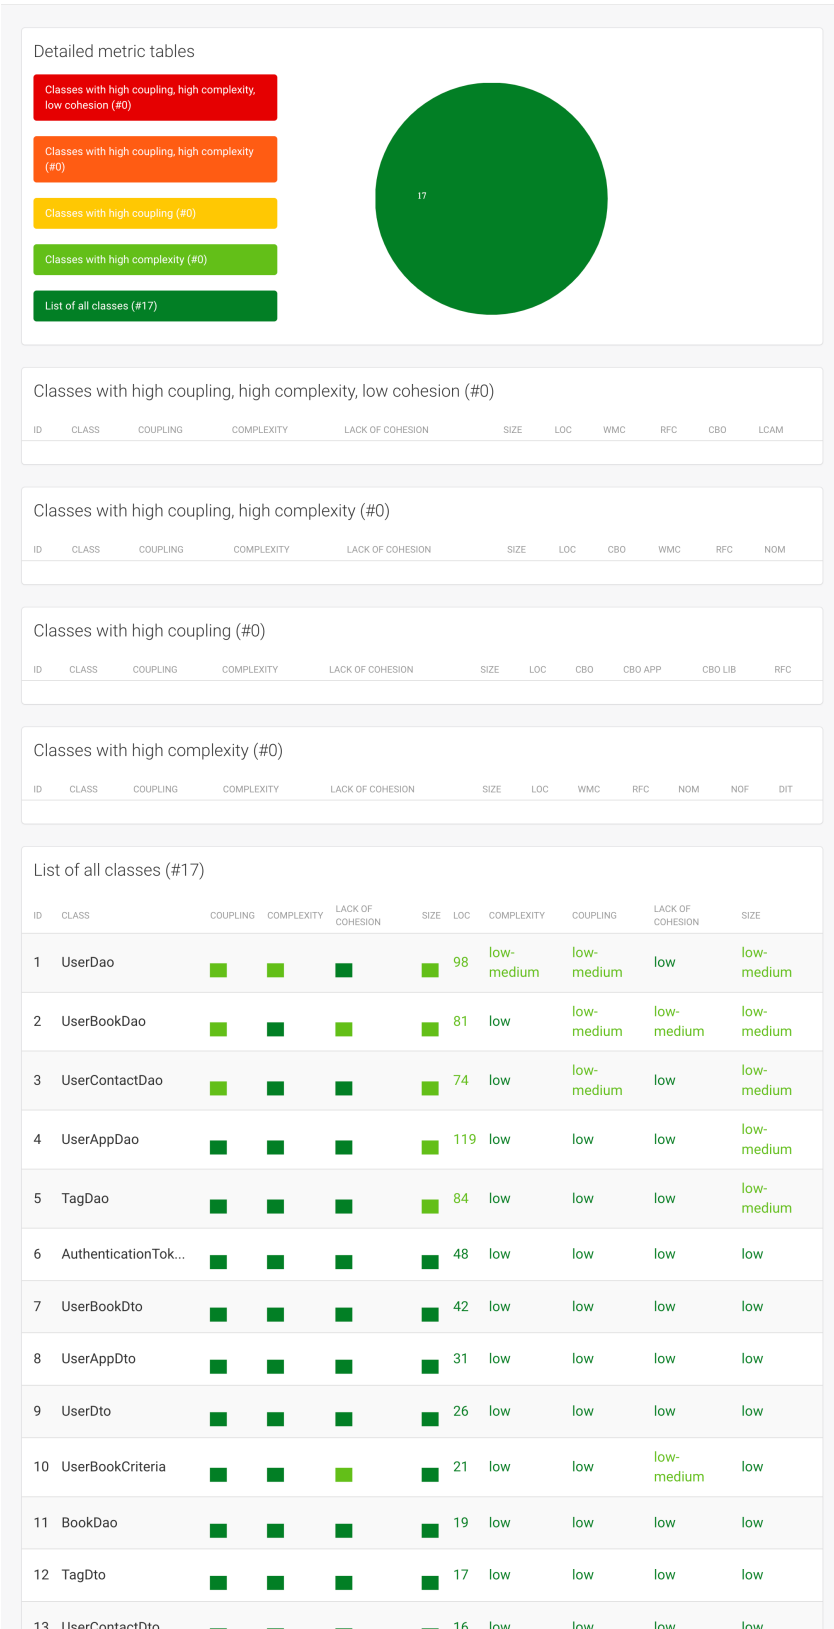 Detailed metric tables
Classes with high coupling, high complexity,
low cohesion (#0)
Classes with high coupling, high complexity
(#0)
Classes with high coupling (#0)
Classes with high complexity (#0)
List of all classes (#17)
17
Classes with high coupling, high complexity, low cohesion (#0)
ID CLASS COUPLING COMPLEXITY LACK OF COHESION SIZE LOC WMC RFC CBO LCAM
Classes with high coupling, high complexity (#0)
ID CLASS COUPLING COMPLEXITY LACK OF COHESION SIZE LOC CBO WMC RFC NOM
Classes with high coupling (#0)
ID CLASS COUPLING COMPLEXITY LACK OF COHESION SIZE LOC CBO CBO APP CBO LIB RFC
Classes with high complexity (#0)
ID CLASS COUPLING COMPLEXITY LACK OF COHESION SIZE LOC WMC RFC NOM NOF DIT
List of all classes (#17)
ID CLASS COUPLING COMPLEXITY LACK OF COHESION SIZE LOC COMPLEXITY COUPLING LACK OF COHESION SIZE
1 UserDao 98 low-medium low-medium low low-medium
2 UserBookDao 81 low low-medium low-medium low-medium
3 UserContactDao 74 low low-medium low low-medium
4 UserAppDao 119 low low low low-medium
5 TagDao 84 low low low low-medium
6 AuthenticationTok... 48 low low low low
7 UserBookDto 42 low low low low
8 UserAppDto 31 low low low low
9 UserDto 26 low low low low
10 UserBookCriteria 21 low low low-medium low
11 BookDao 19 low low low low
12 TagDto 17 low low low low
13 UserContactDto 16 low low low low